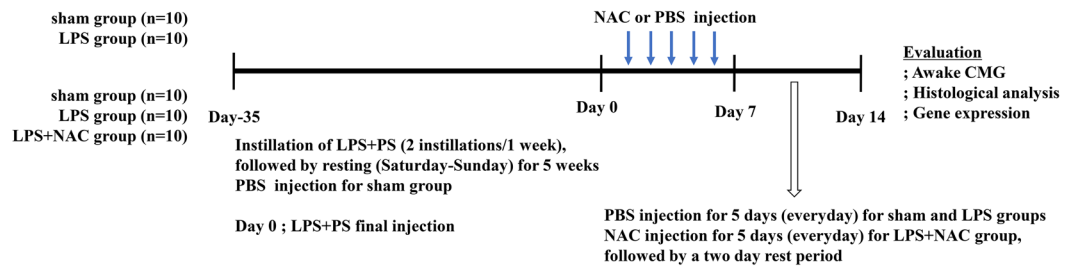 sham group (n=10)
LPS group (n=10)
NAC or PBS injection
sham group (n=10)
LPS group (n=10)
LPS+NAC group (n=10)
Day-35
Day 0
Day 7
Day 14
Evaluation
; Awake CMG
; Histological analysis
; Gene expression
Instillation of LPS+PS (2 instillations/1 week),
followed by resting (Saturday-Sunday) for 5 weeks
PBS injection for sham group
Day 0 ; LPS+PS final injection
PBS injection for 5 days (everyday) for sham and LPS groups
NAC injection for 5 days (everyday) for LPS+NAC group,
followed by a two day rest period